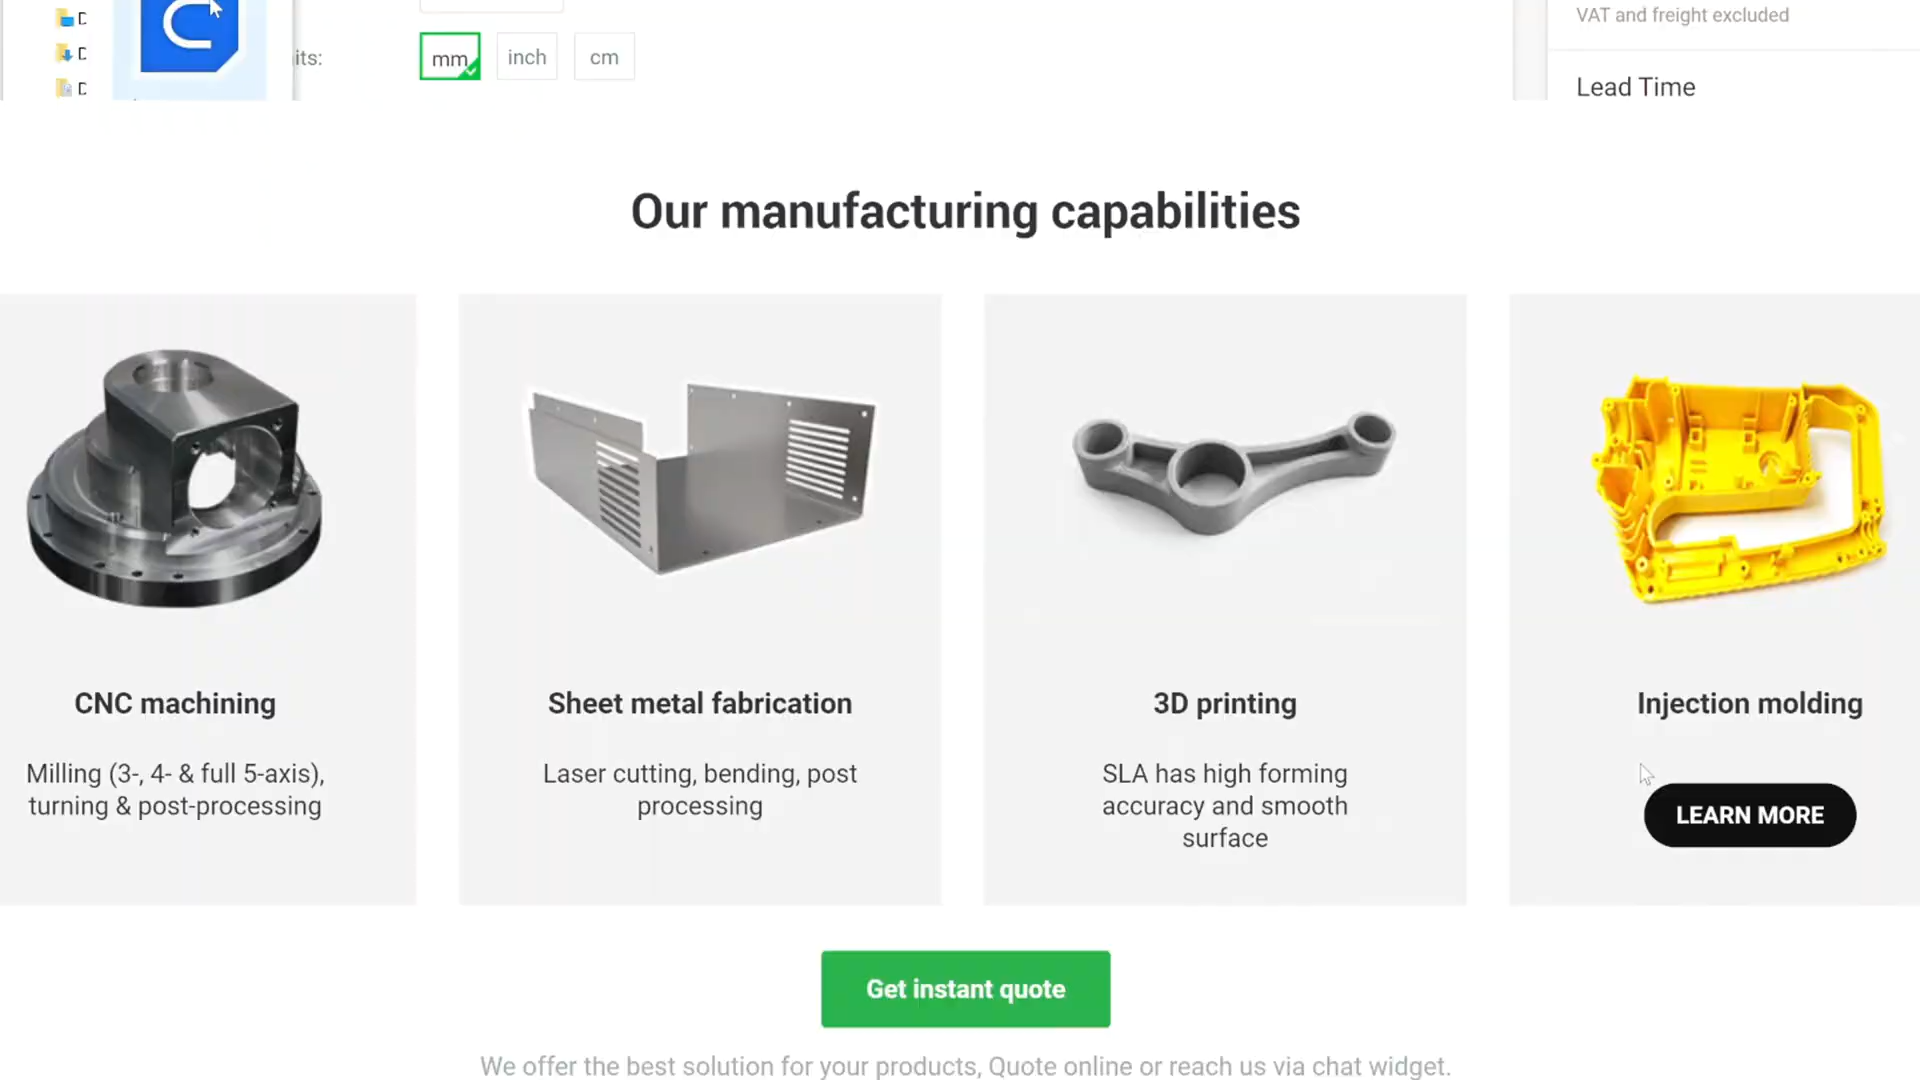 VAT and freight excluded
its:
mm
inch
cm
Lead Time
Our manufacturing capabilities
CNC machining
Milling (3-, 4- & full 5-axis),
turning & post-processing
Sheet metal fabrication
Laser cutting, bending, post
processing
3D printing
SLA has high forming
accuracy and smooth
surface
Injection molding
LEARN MORE
Get instant quote
We offer the best solution for your products, Quote online or reach us via chat widget.